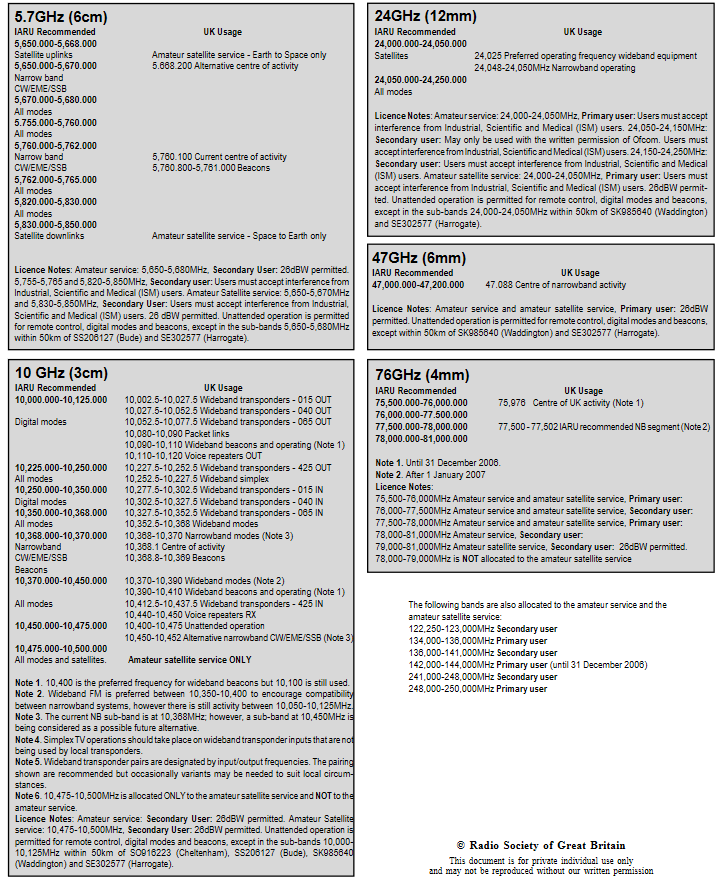 5.7GHz (6cm)
IARU Recommended UK Usage
5,650.000-5,668.000
Satellite uplinks Amateur satellite service - Earth to Space only
5,650.000-5,670.000 5.668.200 Alternative centre of activity
Narrow band
CW/EME/SSB
5,670.000-5,680.000
All modes
5.755.000-5,760.000
All modes
5,760.000-5,762.000
Narrow band 5,760.100 Current centre of activity
CW/EME/SSB 5,760.800-5,761.000 Beacons
5,762.000-5,765.000
All modes
5,820.000-5,830.000
All modes
5,830.000-5,850.000
Satellite downlinks Amateur satellite service - Space to Earth only
Licence Notes: Amateur service: 5,650-5,680MHz, Secondary User: 26dBW permitted.
5,755-5,765 and 5,820-5,850MHz, Secondary user: Users must accept interference from
Industrial, Scientific and Medical (ISM) users. Amateur Satellite service: 5,650-5,670MHz
and 5,830-5,850MHz, Secondary User: Users must accept interference from Industrial,
Scientific and Medical (ISM) users. 26 dBW permitted. Unattended operation is permitted
for remote control, digital modes and beacons, except in the sub-bands 5,650-5,680MHz
within 50km of SS206127 (Bude) and SE302577 (Harrogate).
10 GHz (3cm)
IARU Recommended UK Usage
10,000.000-10,125.000 10,002.5-10,027.5 Wideband transponders - 015 OUT
10,027.5-10,052.5 Wideband transponders - 040 OUT
Digital modes 10,052.5-10,077.5 Wideband transponders - 065 OUT
10,080-10,090 Packet links
10,090-10,110 Wideband beacons and operating (Note 1)
10,110-10,120 Voice repeaters OUT
10,225.000-10,250.000 10,227.5-10,252.5 Wideband transponders - 425 OUT
All modes 10,252.5-10,227.5 Wideband simplex
10,250.000-10,350.000 10,277.5-10,302.5 Wideband transponders - 015 IN
Digital modes 10,302.5-10,327.5 Wideband transponders - 040 IN
10,350.000-10,368.000 10,327.5-10,352.5 Wideband transponders - 065 IN
All modes 10,352.5-10,368 Wideband modes
10,368.000-10,370.000 10,368-10,370 Narrowband modes (Note 3)
Narrowband 10,368.1 Centre of activity
CW/EME/SSB 10,368.8-10,369 Beacons
Beacons
10,370.000-10,450.000 10,370-10,390 Wideband modes (Note 2)
10,390-10,410 Wideband beacons and operating (Note 1)
All modes 10,412.5-10,437.5 Wideband transponders - 425 IN
10,440-10,450 Voice repeaters RX
10,450.000-10,475.000 10,400-10,475 Unattended operation
10,450-10,452 Alternative narrowband CW/EME/SSB (Note 3)
10,475.000-10,500.000
All modes and satellites. Amateur satellite service ONLY
Note 1. 10,400 is the preferred frequency for wideband beacons but 10,100 is still used.
Note 2. Wideband FM is preferred between 10,350-10,400 to encourage compatibility
between narrowband systems, however there is still activity between 10,050-10,125MHz.
Note 3. The current NB sub-band is at 10,368MHz; however, a sub-band at 10,450MHz is
being considered as a possible future alternative.
Note 4. Simplex TV operations should take place on wideband transponder inputs that are not
being used by local transponders.
Note 5. Wideband transponder pairs are designated by input/output frequencies. The pairing
shown are recommended but occasionally variants may be needed to suit local circum-
stances.
Note 6. 10,475-10,500MHz is allocated ONLY to the amateur satellite service and NOT to the
amateur service.
Licence Notes: Amateur service: Secondary User: 26dBW permitted. Amateur Satellite
service: 10,475-10,500MHz, Secondary User: 26dBW permitted. Unattended operation is
permitted for remote control, digital modes and beacons, except in the sub-bands 10,000-
10,125MHz within 50km of SO916223 (Cheltenham), SS206127 (Bude), SK985640
(Waddington) and SE302577 (Harrogate).
24GHz (12mm)
IARU Recommended UK Usage
24,000.000-24,050.000
Satellites 24,025 Preferred operating frequency wideband equipment
24,048-24,050MHz Narrowband operating
24,050.000-24,250.000
All modes
Licence Notes: Amateur service: 24,000-24,050MHz, Primary user: Users must accept
interference from Industrial, Scientific and Medical (ISM) users. 24,050-24,150MHz:
Secondary user: May only be used with the written permission of Ofcom. Users must
accept interference from Industrial, Scientific and Medical (ISM) users. 24,150-24,250MHz:
Secondary user: Users must accept interference from Industrial, Scientific and Medical
(ISM) users. Amateur satellite service: 24,000-24,050MHz, Primary user: Users must
accept interference from Industrial, Scientific and Medical (ISM) users. 26dBW permit-
ted. Unattended operation is permitted for remote control, digital modes and beacons,
except in the sub-bands 24,000-24,050MHz within 50km of SK985640 (Waddington)
and SE302577 (Harrogate).
47GHz (6mm)
IARU Recommended UK Usage
47,000.000-47,200.000 47.088 Centre of narrowband activity
Licence Notes: Amateur service and amateur satellite service, Primary user: 26dBW
permitted. Unattended operation is permitted for remote control, digital modes and beacons,
except within 50km of SK985640 (Waddington) and SE302577 (Harrogate).
76GHz (4mm)
IARU Recommended UK Usage
75,500.000-76,000.000 75,976 Centre of UK activity (Note 1)
76,000.000-77.500.000
77,500.000-78,000.000 77,500-77,502 IARU recommended NB segment (Note 2)
78,000.000-81,000.000
Note 1. Until 31 December 2006.
Note 2. After 1 January 2007
Licence Notes:
75,500-76,000MHz Amateur service and amateur satellite service, Primary user:
76,000-77,500MHz Amateur service and amateur satellite service, Secondary user:
77,500-78,000MHz Amateur service and amateur satellite service, Primary user:
78,000-81,000MHz Amateur service, Secondary user:
79,000-81,000MHz Amateur satellite service, Secondary user: 26dBW permitted.
78,000-79,000MHz is NOT allocated to the amateur satellite service
The following bands are also allocated to the amateur service and the
amateur satellite service:
122,250-123,000MHz Secondary user
134,000-136,000MHz Primary user
136,000-141,000MHz Secondary user
142,000-144,000MHz Primary user (until 31 December 2006)
241,000-248,000MHz Secondary user
248,000-250,000MHz Primary user
© Radio Society of Great Britain
This document is for private individual use only
and may not be reproduced without our written permission